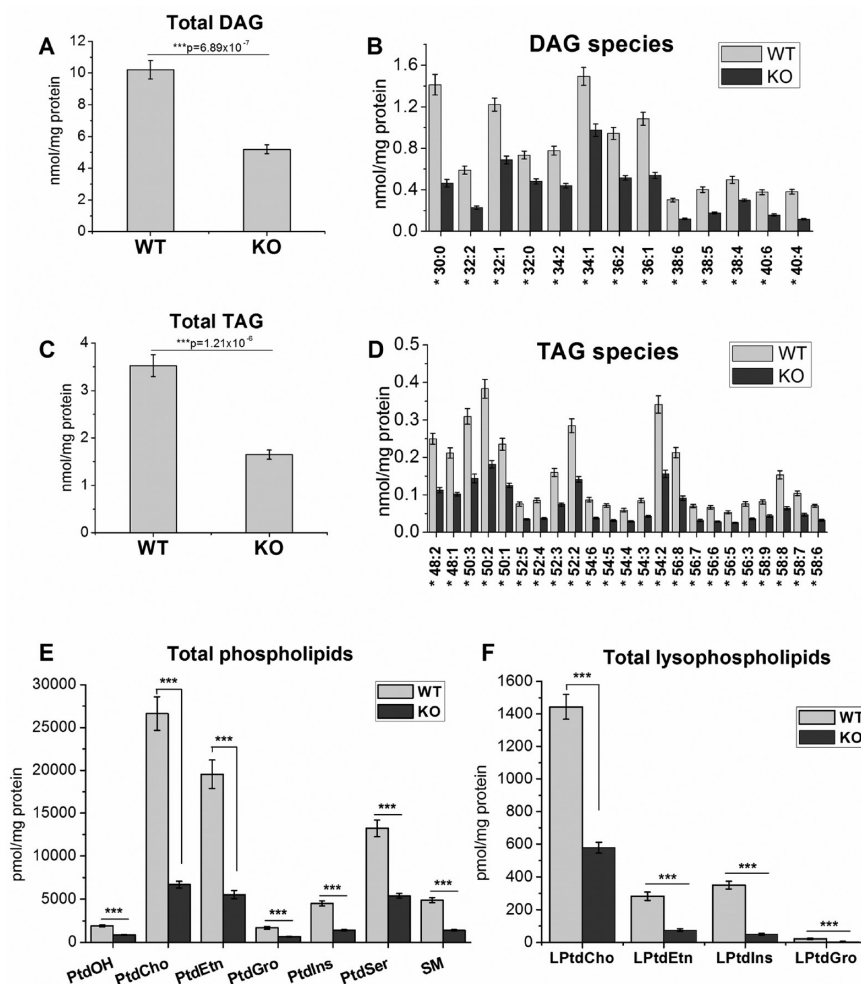 A
Total DAG
***p=6.89x10⁻⁷
nmol/mg protein
12
10
8
6
4
2
0
WT
KO
B
DAG species
WT
KO
nmol/mg protein
1.6
1.2
0.8
0.4
0.0
* 30:0
* 32:2
* 32:1
* 32:0
* 34:2
* 34:1
* 36:2
* 36:1
* 38:6
* 38:5
* 38:4
* 40:6
* 40:4
C
Total TAG
***p=1.21x10⁻⁶
nmol/mg protein
4
3
2
1
0
WT
KO
D
TAG species
WT
KO
nmol/mg protein
0.5
0.4
0.3
0.2
0.1
0.0
* 48:2
* 48:1
* 50:3
* 50:2
* 50:1
* 52:5
* 52:4
* 52:3
* 52:2
* 54:6
* 54:5
* 54:4
* 54:3
* 54:2
* 56:8
* 56:7
* 56:6
* 56:5
* 56:3
* 58:9
* 58:8
* 58:7
* 58:6
E
Total phospholipids
WT
KO
pmol/mg protein
30000
25000
20000
15000
10000
5000
0
***
***
***
***
***
***
***
PtdOH
PtdCho
PtdEtn
PtdGro
PtdIns
PtdSer
SM
F
Total lysophospholipids
WT
KO
pmol/mg protein
1600
1400
1200
1000
800
600
400
200
0
***
***
***
***
LPtdCho
LPtdEtn
LPtdIns
LPtdGro